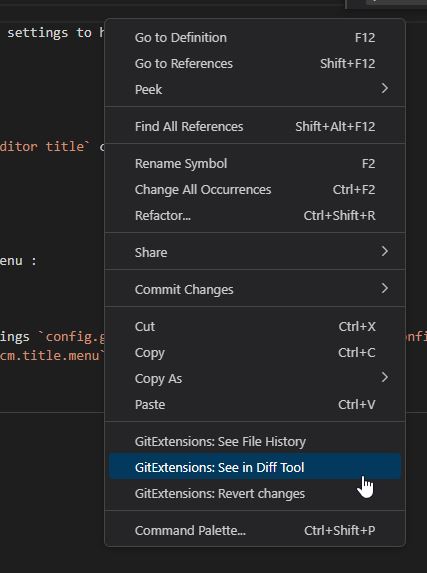 settings to h
Go to Definition F12
Go to References Shift+F12
Peek
Find All References Shift+Alt+F12
ditor title` c
Rename Symbol F2
Change All Occurrences Ctrl+F2
Refactor... Ctrl+Shift+R
Share
enu :
Commit Changes
Cut Ctrl+X
ings `config.g
onfi
Copy Ctrl+C
cm.title.menu`
Copy As
Paste Ctrl+V
GitExtensions: See File History
GitExtensions: See in Diff Tool
GitExtensions: Revert changes
Command Palette... Ctrl+Shift+P